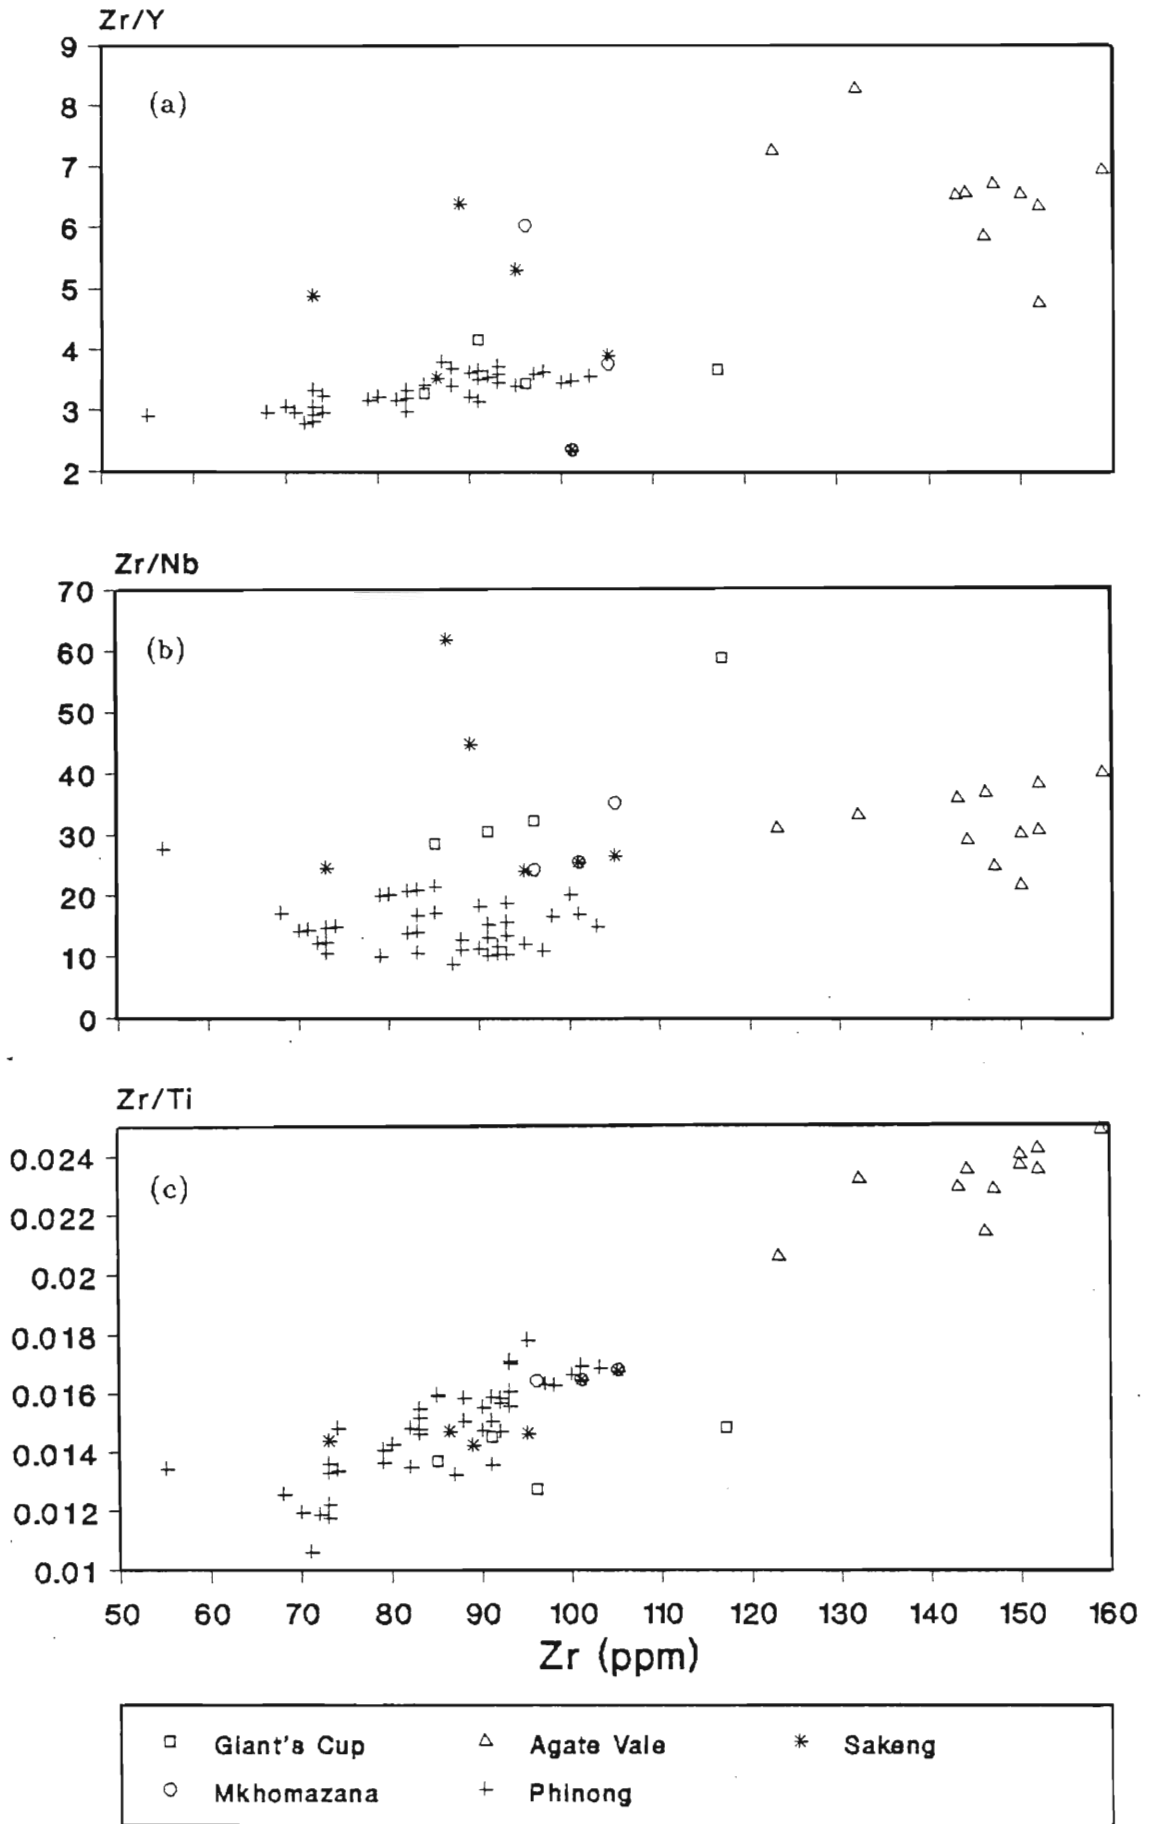 Zr/Y
9
(a)
8
7
6
5
4
3
2
Zr/Nb
70
60
(b)
50
40
30
20
10
0
Zr/Ti
0.024
(c)
0.022
0.02
0.018
0.016
0.014
0.012
0.01
50 60 70 80 90 100 110 120 130 140 150 160
Zr (ppm)
Giant's Cup Agate Vale Sakeng
Mkhomazana Phinong